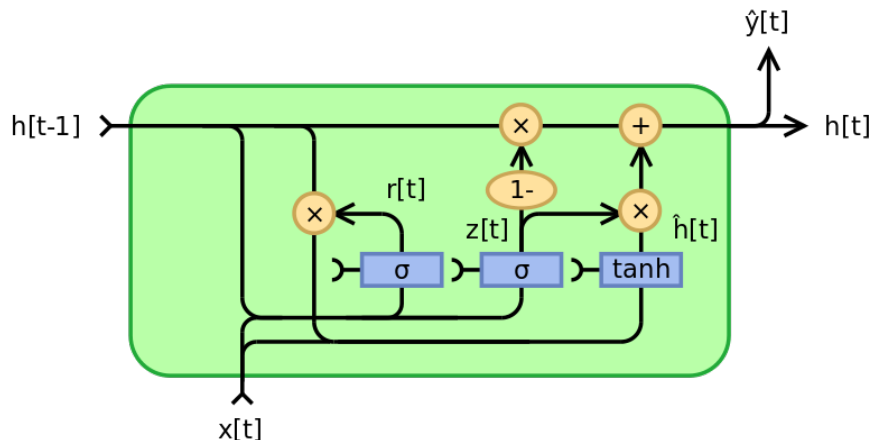 ŷ[t]
h[t-1]
×
+
h[t]
1-
r[t]
×
×
z[t]
ĥ[t]
σ
σ
tanh
x[t]